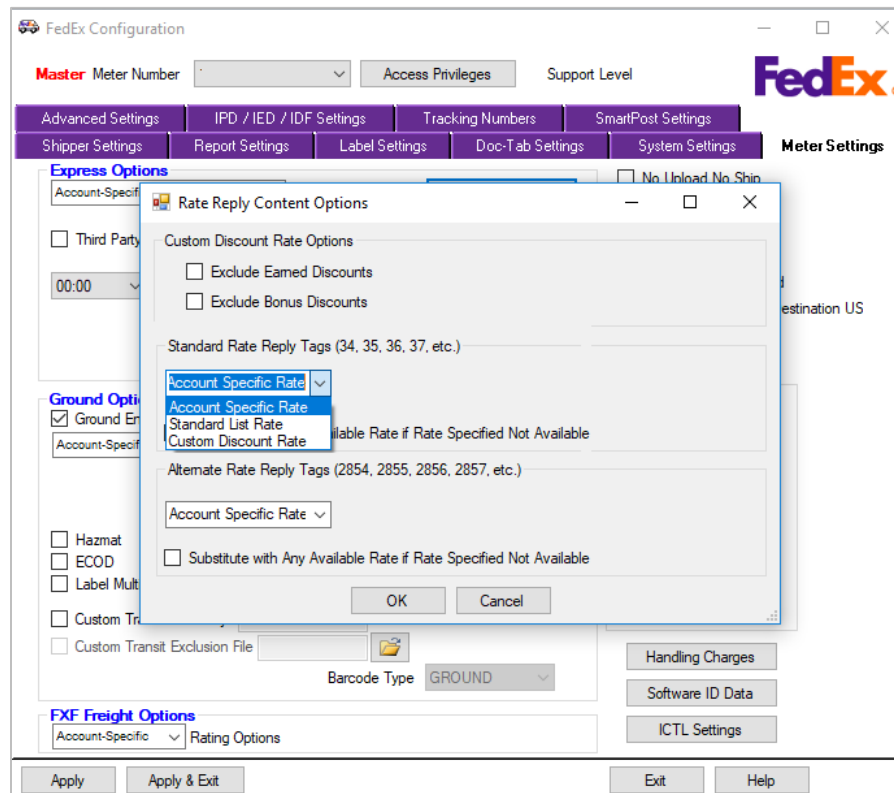 FedEx Configuration
Master Meter Number
Access Privileges
Support Level
FedEx
Advanced Settings
IPD / IED / IDF Settings
Tracking Numbers
SmartPost Settings
Shipper Settings
Report Settings
Label Settings
Doc-Tab Settings
System Settings
Meter Settings
Express Options
Account-Specif
No Upload No Ship
Third Party
00:00
estination US
Rate Reply Content Options
Custom Discount Rate Options
Exclude Earned Discounts
Exclude Bonus Discounts
Standard Rate Reply Tags (34, 35, 36, 37, etc.)
Account Specific Rate
Account Specific Rate
Standard List Rate
Custom Discount Rate
ilable Rate if Rate Specified Not Available
Alternate Rate Reply Tags (2854, 2855, 2856, 2857, etc.)
Account Specific Rate
Substitute with Any Available Rate if Rate Specified Not Available
OK
Cancel
Ground Opti
Ground En
Account-Specif
Hazmat
ECOD
Label Mult
Custom Tra
Custom Transit Exclusion File
Barcode Type
GROUND
Handling Charges
Software ID Data
ICTL Settings
FXF Freight Options
Account-Specific
Rating Options
Apply
Apply & Exit
Exit
Help